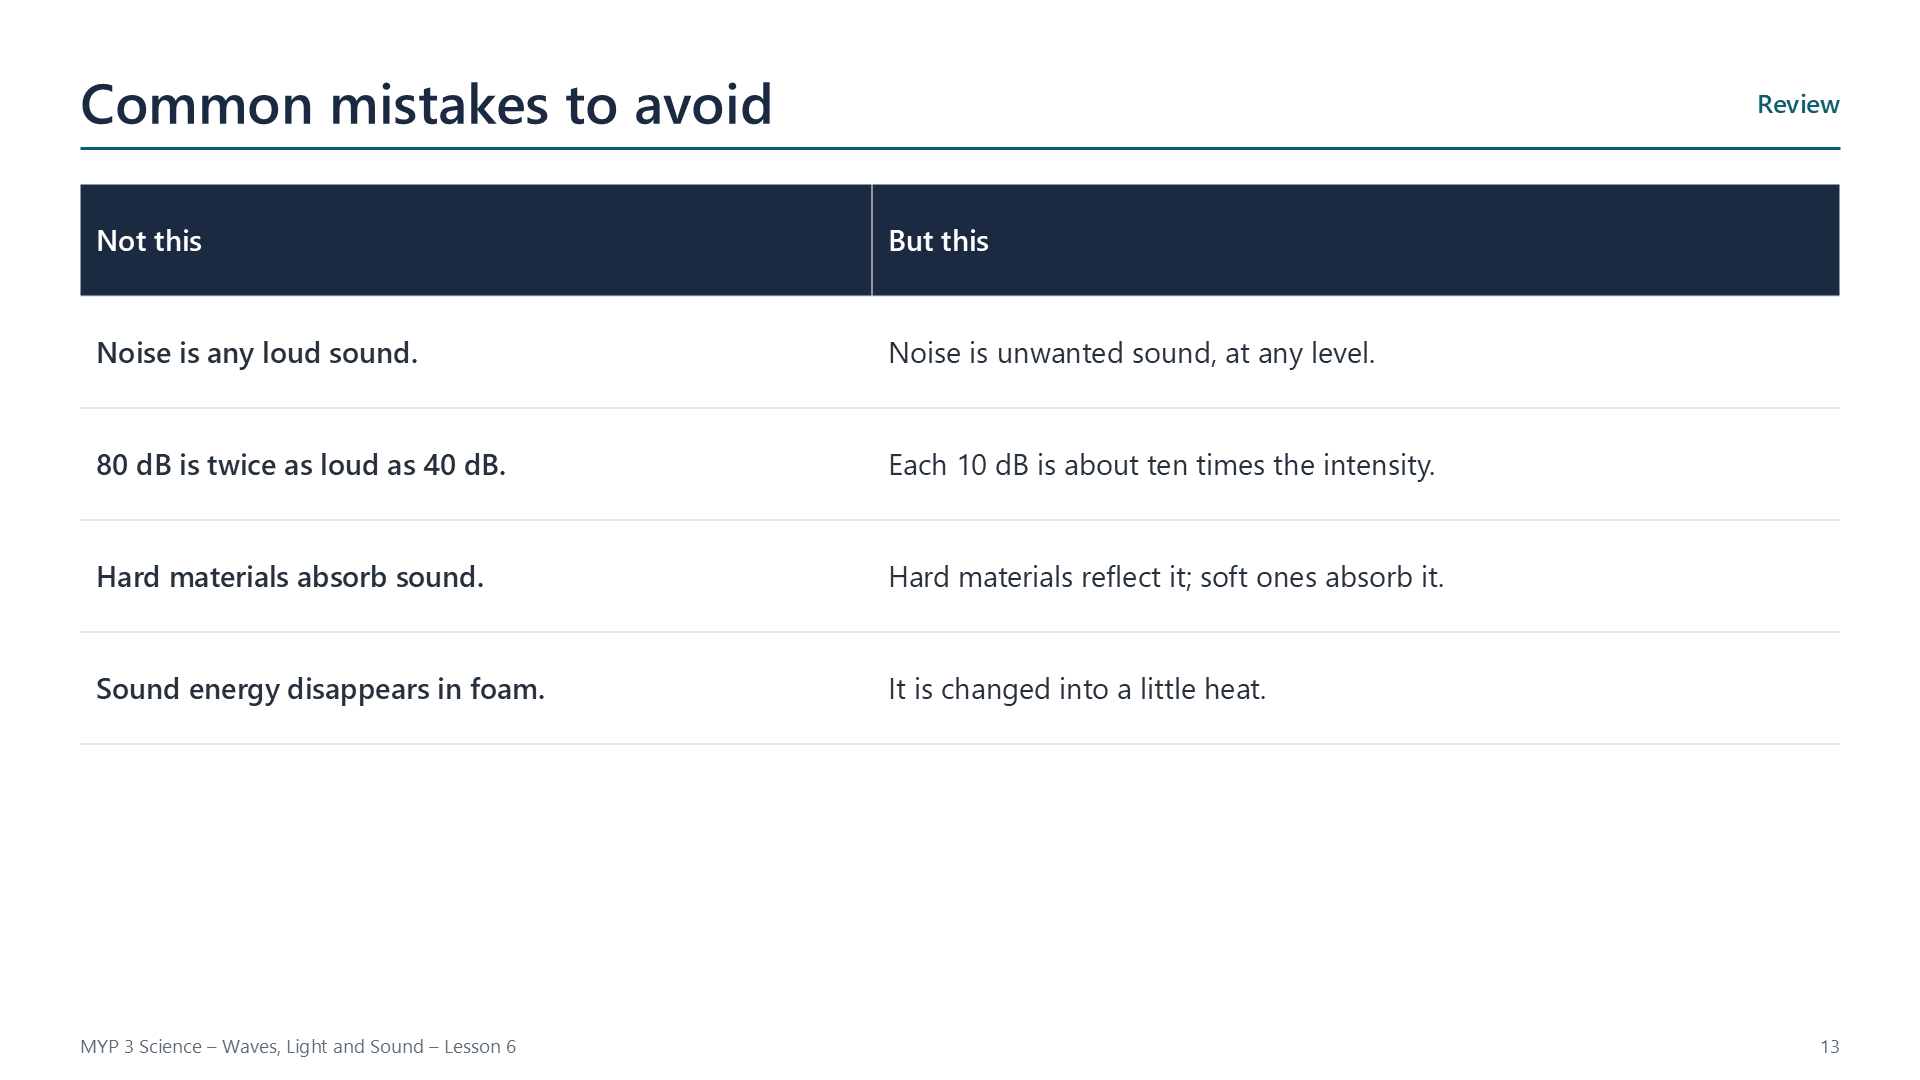 Common mistakes to avoid
Review
Not this
But this
Noise is any loud sound.
Noise is unwanted sound, at any level.
80 dB is twice as loud as 40 dB.
Each 10 dB is about ten times the intensity.
Hard materials absorb sound.
Hard materials reflect it; soft ones absorb it.
Sound energy disappears in foam.
It is changed into a little heat.
MYP 3 Science – Waves, Light and Sound – Lesson 6
13